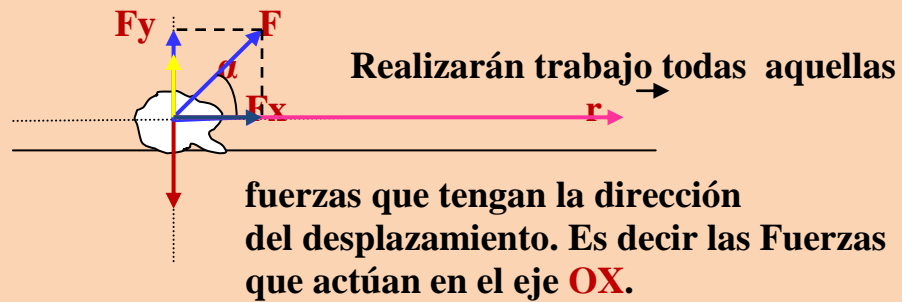 Fy F
α Realizarán trabajo todas aquellas
Fx r
fuerzas que tengan la dirección
del desplazamiento. Es decir las Fuerzas
que actúan en el eje OX.